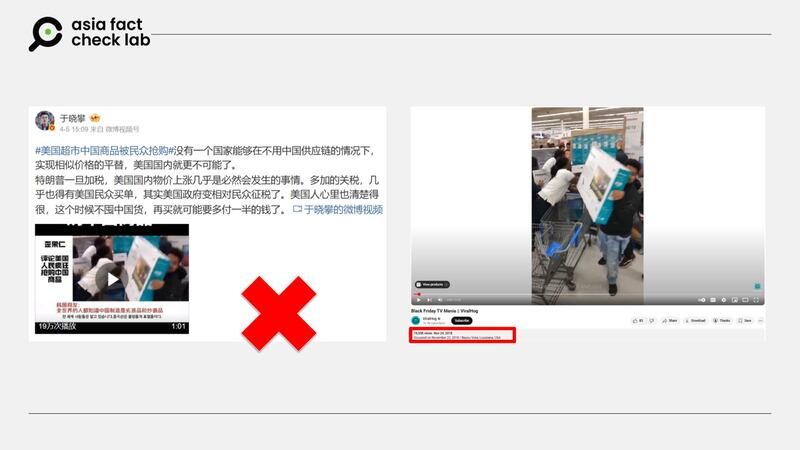 asia fact
check lab
于晓攀
4-6 15:09 来自 微博视频号
#美国超市中国商品被民众抢购#没有一个国家能够在不用中国供应链的情况下，
实现相似价格的平替，美国国内就更不可能了。
特朗普一旦加税，美国国内物价上涨几乎是必然会发生的事情。多加的关税，几
乎也得有美国民众买单，其实美国政府变相对民众征税了。美国人心里也清楚得
很，这个时候不囤中国货，再买就可能要多付一半的钱了。 于晓攀的微博视频
歪果仁
评论美国
人民疯狂
抢购中国
商品
韩国网友：
19万次播放
1:01
View products
Black Friday TV Mania || ViralHog
ViralHog
Subscribe
Share
Download
Thanks
Save
Nov 24, 2018
Occurred on November 22, 2018 / Bayou Vista, Louisiana, USA